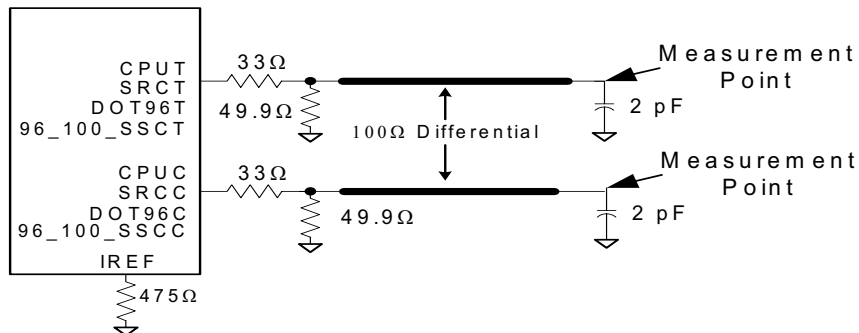 CPUT
SRCT
DOT96T
96_100_SSCT
33Ω
49.9Ω
100Ω Differential
Measurement
Point
2 pF
CPUC
SRCC
DOT96C
96_100_SSCC
33Ω
49.9Ω
Measurement
Point
2 pF
IREF
475Ω